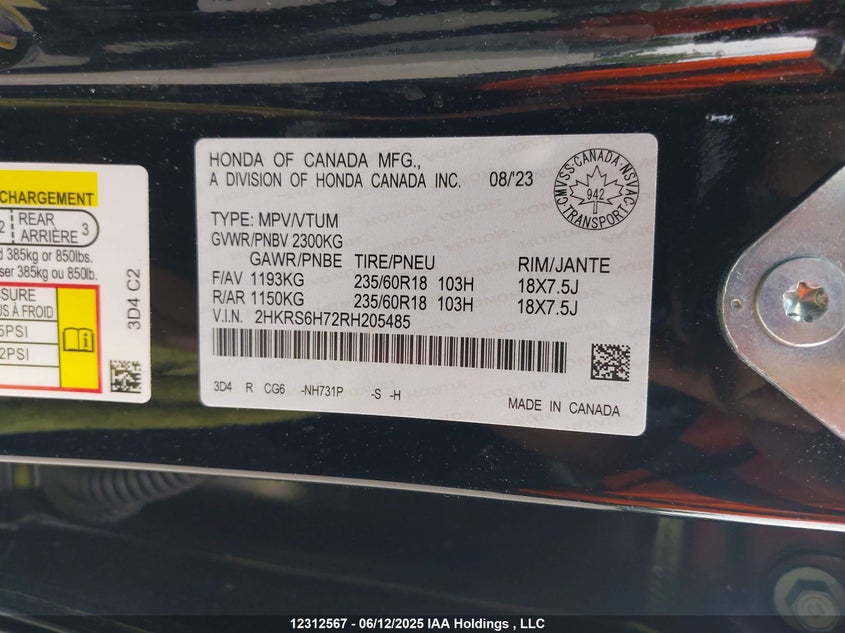 CHARGEMENT
2 REAR 3
ARRIÈRE
385kg or 850lbs.
385kg ou 850lb.
À FROID
PSI
2PSI
3D4 C2
HONDA OF CANADA MFG.,
A DIVISION OF HONDA CANADA INC. 08/'23
CMVSS·CANADA·NSVAC
942
TRANSPORT
TYPE: MPV/VTUM
GVWR/PNBV 2300KG
GAWR/PNBE TIRE/PNEU RIM/JANTE
F/AV 1193KG 235/60R18 103H 18X7.5J
R/AR 1150KG 235/60R18 103H 18X7.5J
V.I.N. 2HKRS6H72RH205485
3D4 R CG6 -NH731P -S -H
MADE IN CANADA
12312567 - 06/12/2025 IAA Holdings , LLC